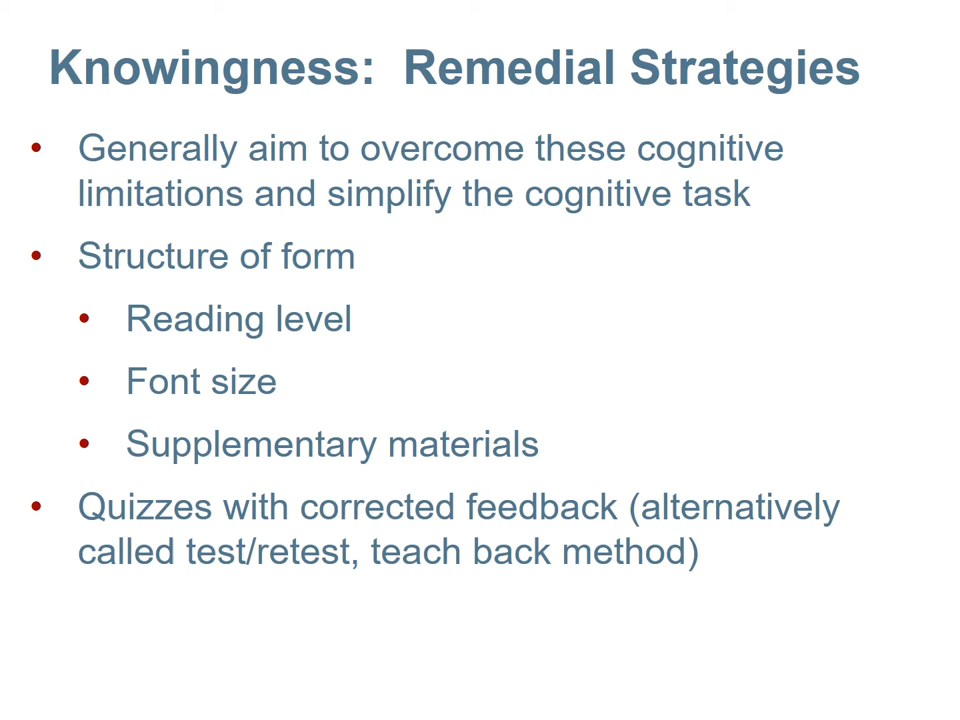 Knowingness:  Remedial Strategies
• Generally aim to overcome these cognitive
limitations and simplify the cognitive task
• Structure of form
• Reading level
• Font size
• Supplementary materials
• Quizzes with corrected feedback (alternatively
called test/retest, teach back method)